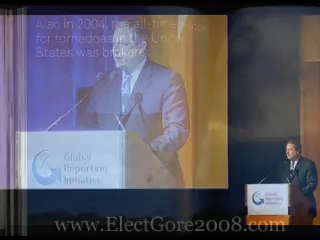 Also in 2004, the all-time record
for tornadoes in the United
States was broken
Global
Reporting
Initiative
www.ElectGore2008.com